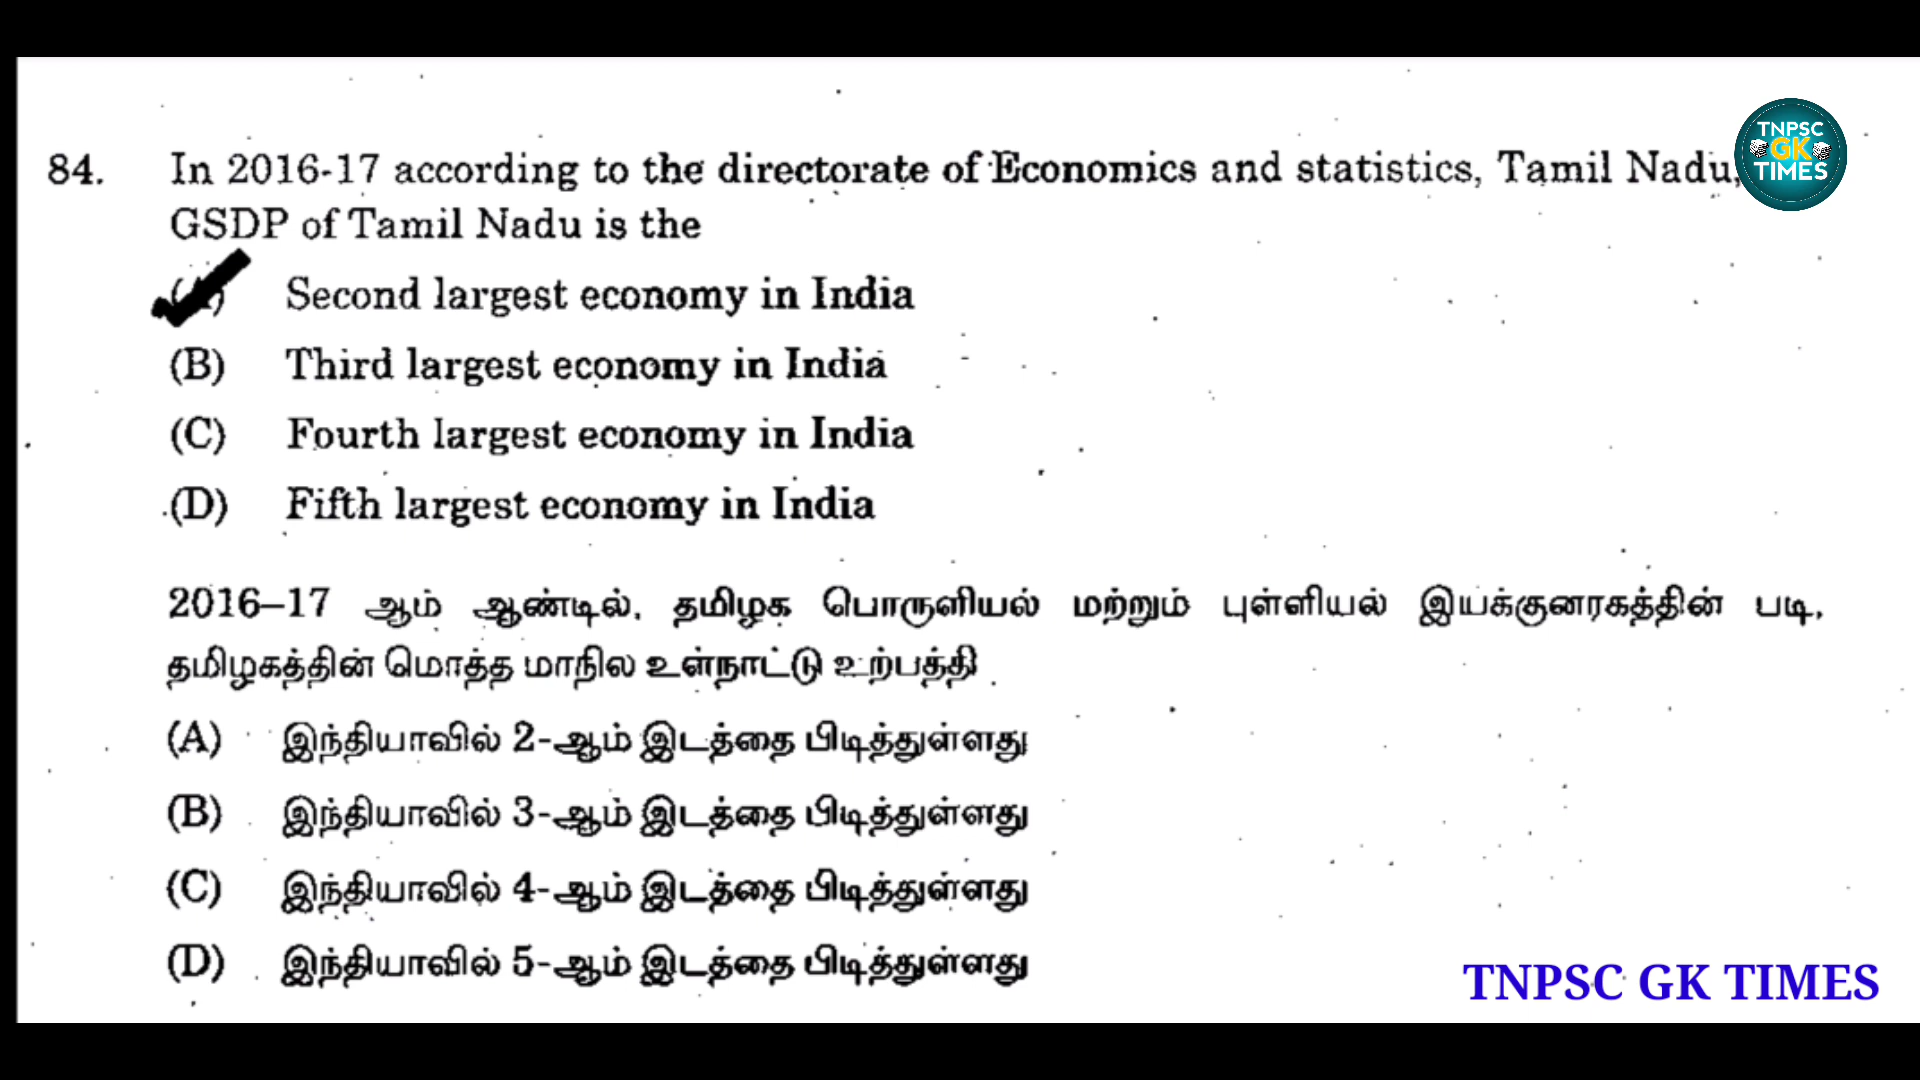 84. In 2016-17 according to the directorate of Economics and statistics, Tamil Nadu,
GSDP of Tamil Nadu is the
Second largest economy in India
(B) Third largest economy in India
(C) Fourth largest economy in India
(D) Fifth largest economy in India
2016–17 ஆம் ஆண்டில், தமிழக பொருளியல் மற்றும் புள்ளியல் இயக்குனரகத்தின் படி,
தமிழகத்தின் மொத்த மாநில உள்நாட்டு உற்பத்தி
(A) இந்தியாவில் 2-ஆம் இடத்தை பிடித்துள்ளது
(B) இந்தியாவில் 3-ஆம் இடத்தை பிடித்துள்ளது
(C) இந்தியாவில் 4-ஆம் இடத்தை பிடித்துள்ளது
(D) இந்தியாவில் 5-ஆம் இடத்தை பிடித்துள்ளது
TNPSC
GK
TIMES
TNPSC GK TIMES